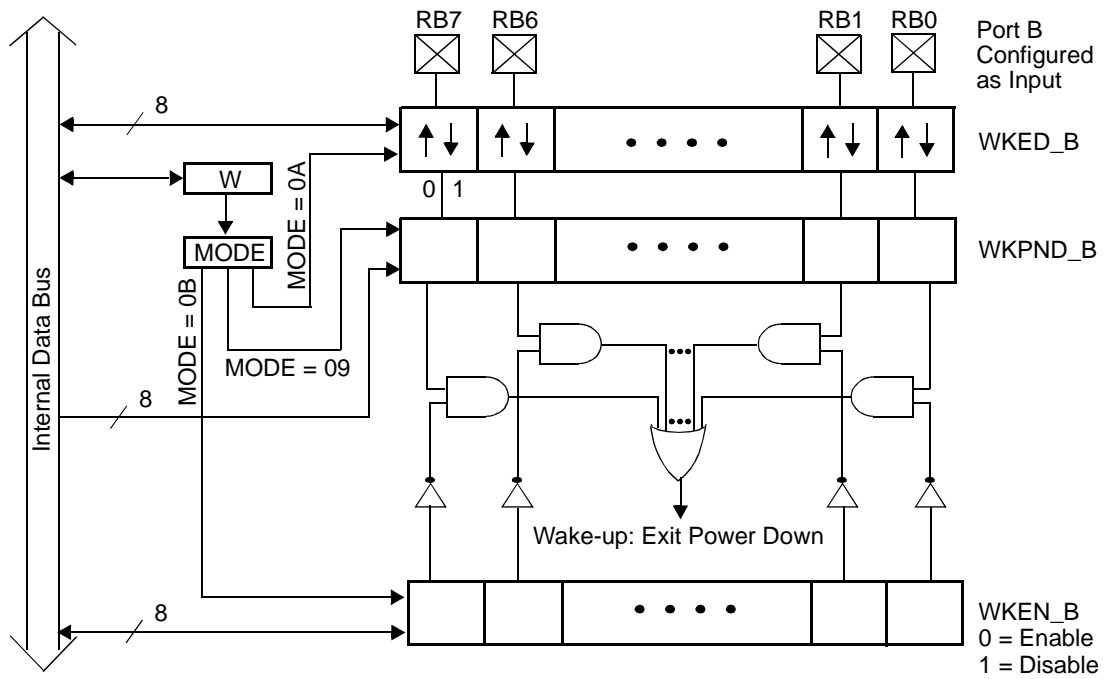 RB7 RB6 RB1 RB0
Port B
Configured
as Input
8
WKED_B
W
0 1
MODE = 0A
MODE
WKPND_B
MODE = 0B
MODE = 09
8
Internal Data Bus
Wake-up: Exit Power Down
8
WKEN_B
0 = Enable
1 = Disable